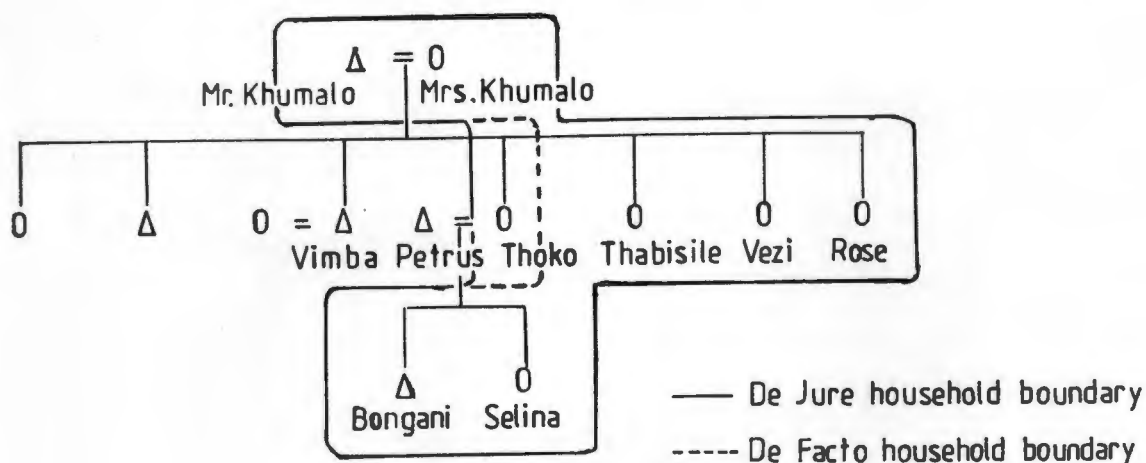 Δ = O
Mr. Khumalo Mrs. Khumalo
O Δ O = Δ Δ = O O O O
Vimba Petrus Thoko Thabisile Vezi Rose
Δ O
Bongani Selina
—— De Jure household boundary
----- De Facto household boundary